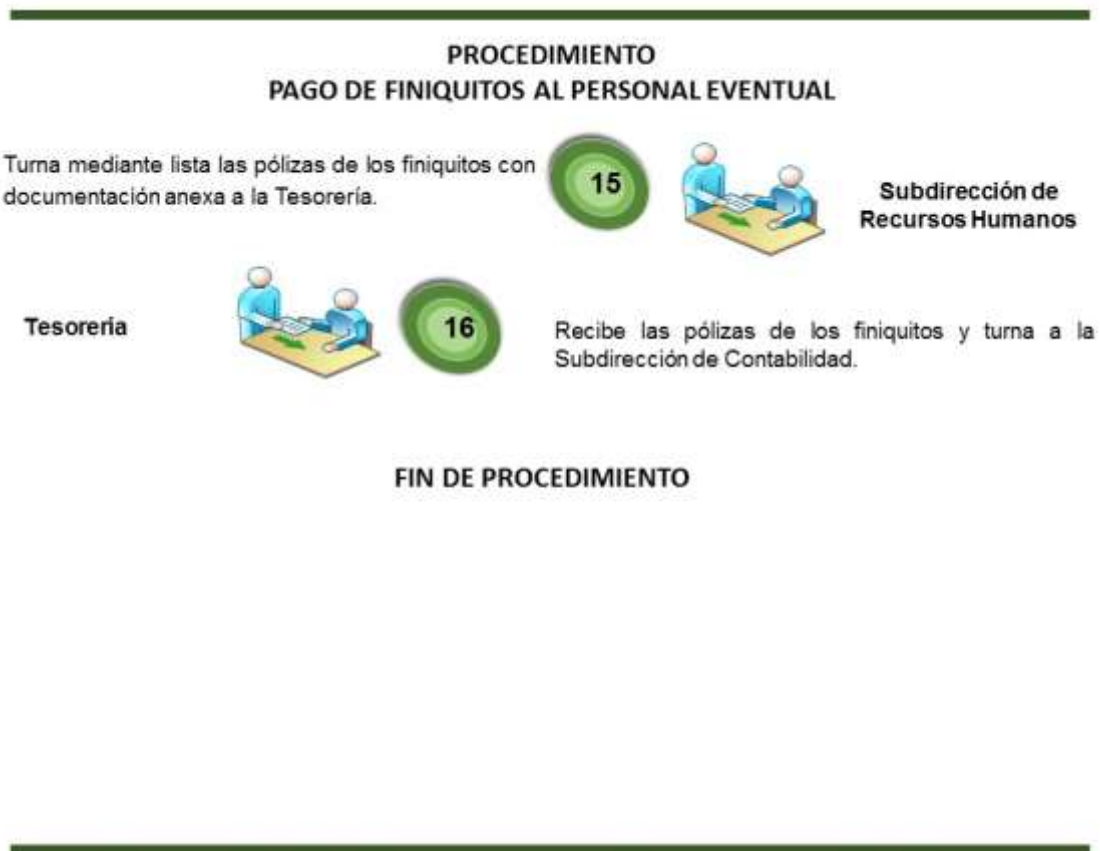 PROCEDIMIENTO
PAGO DE FINIQUITOS AL PERSONAL EVENTUAL
Turna mediante lista las pólizas de los finiquitos con
documentación anexa a la Tesorería.
15
Subdirección de
Recursos Humanos
Tesorería
16
Recibe las pólizas de los finiquitos y turna a la
Subdirección de Contabilidad.
FIN DE PROCEDIMIENTO